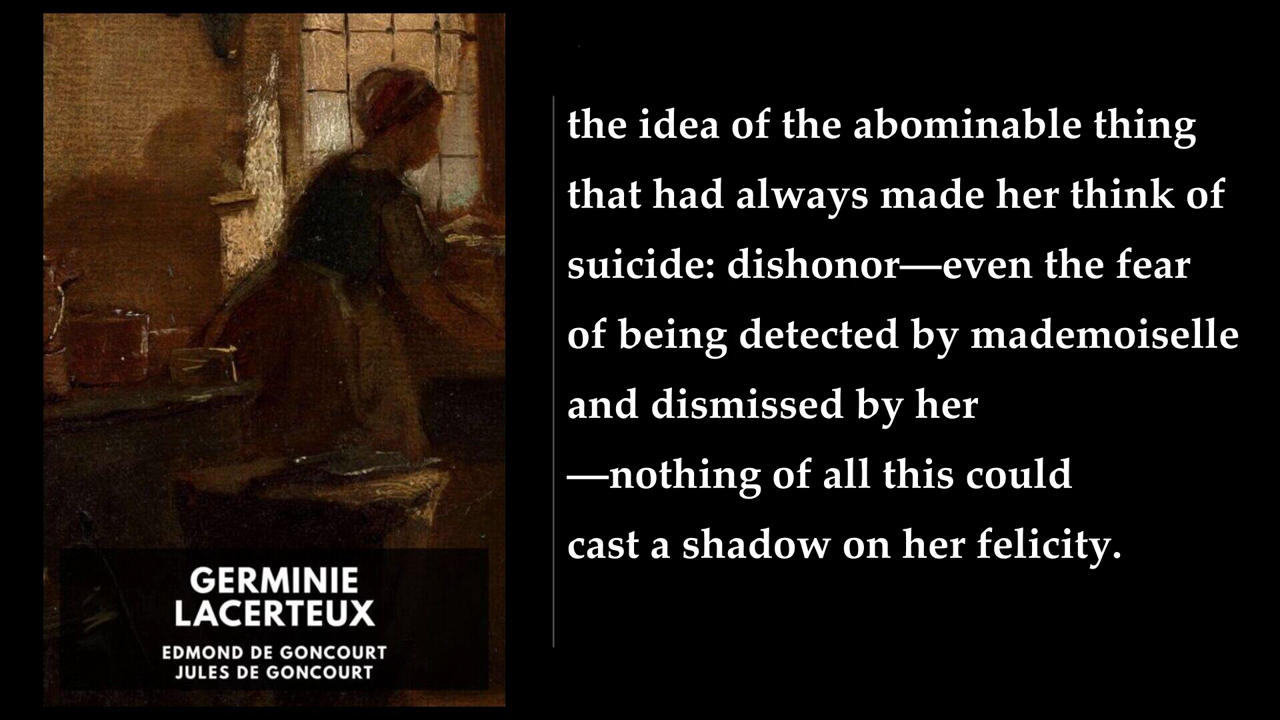 the idea of the abominable thing
that had always made her think of
suicide: dishonor—even the fear
of being detected by mademoiselle
and dismissed by her
—nothing of all this could
cast a shadow on her felicity.
GERMINIE
LACERTEUX
EDMOND DE GONCOURT
JULES DE GONCOURT